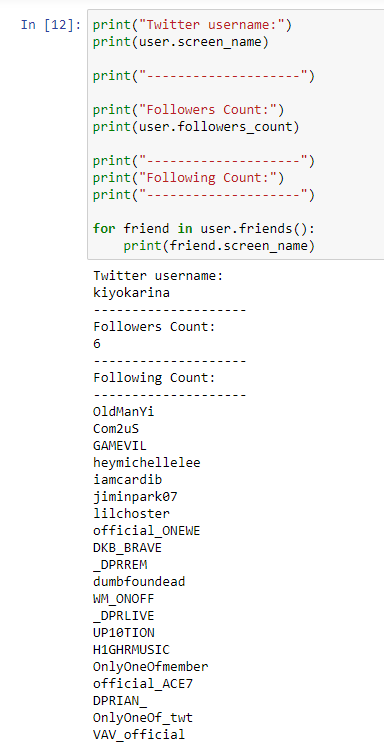 In [12]: print("Twitter username:")
print(user.screen_name)
print("--------------------")
print("Followers Count:")
print(user.followers_count)
print("--------------------")
print("Following Count:")
print("--------------------")
for friend in user.friends():
    print(friend.screen_name)
Twitter username:
kiyokarina
--------------------
Followers Count:
6
--------------------
Following Count:
--------------------
OldManYi
Com2uS
GAMEVIL
heymichellelee
iamcardib
jiminpark07
lilchoster
official_ONEWE
DKB_BRAVE
_DPRREM
dumbfoundead
WM_ONOFF
_DPRLIVE
UP10TION
H1GHRMUSIC
OnlyOneOfmember
official_ACE7
DPRIAN_
OnlyOneOf_twt
VAV_official